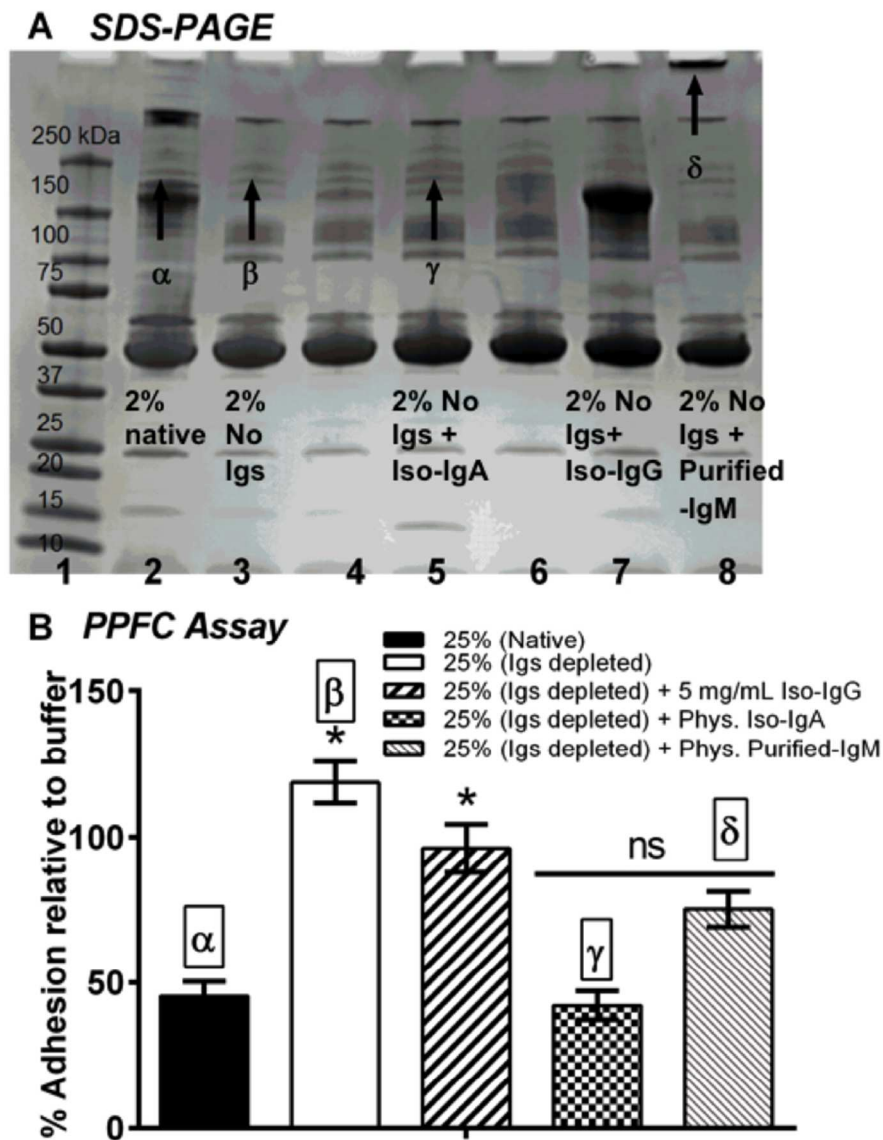 A SDS-PAGE
250 kDa
150
100
75
50
37
25
20
15
10
α
β
γ
δ
2%
native
2%
No
Igs
2% No
Igs +
Iso-IgA
2% No
Igs+
Iso-IgG
2% No
Igs +
Purified
-IgM
1 2 3 4 5 6 7 8
B PPFC Assay
25% (Native)
25% (Igs depleted)
25% (Igs depleted) + 5 mg/mL Iso-IgG
25% (Igs depleted) + Phys. Iso-IgA
25% (Igs depleted) + Phys. Purified-IgM
% Adhesion relative to buffer
150
100
50
0
α
β
*
*
γ
ns
δ